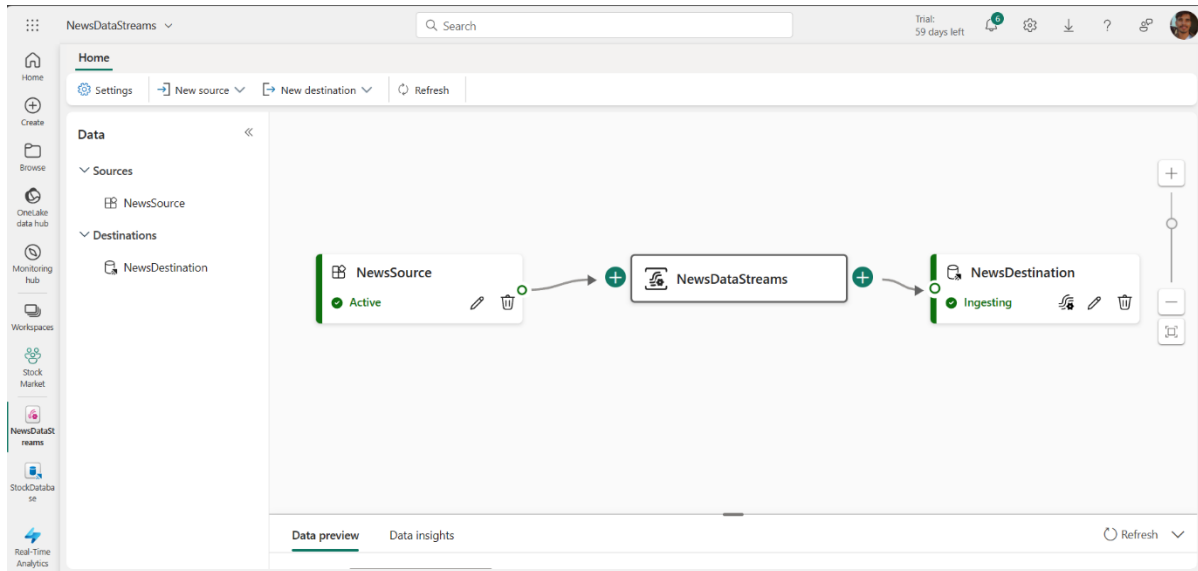 NewsDataStreams
Search
Trial:
59 days left
6
?
Home
Settings
New source
New destination
Refresh
Home
Create
Browse
OneLake
data hub
Monitoring
hub
Workspaces
Stock
Market
NewsDataSt
reams
StockDataba
se
Real-Time
Analytics
Data
Sources
NewsSource
Destinations
NewsDestination
NewsSource
Active
NewsDataStreams
NewsDestination
Ingesting
Data preview
Data insights
Refresh